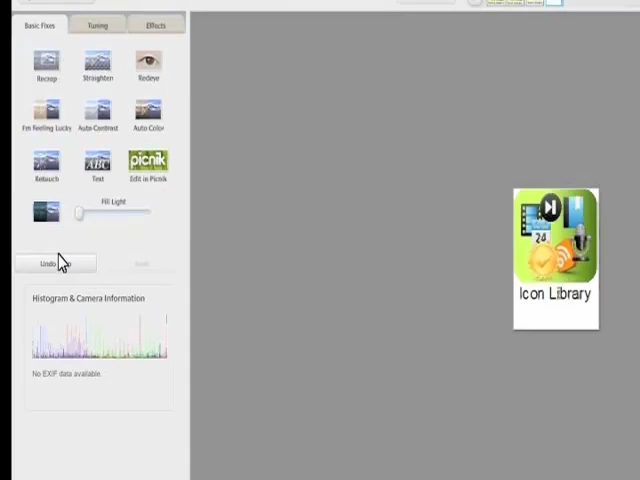 Basic Fixes Tuning Effects
Recrop Straighten Redeye
I'm Feeling Lucky Auto Contrast Auto Color
picnik
ABC
Retouch Text Edit in Picnik
Fill Light
Undo
Histogram & Camera Information
No EXIF data available.
24
Icon Library